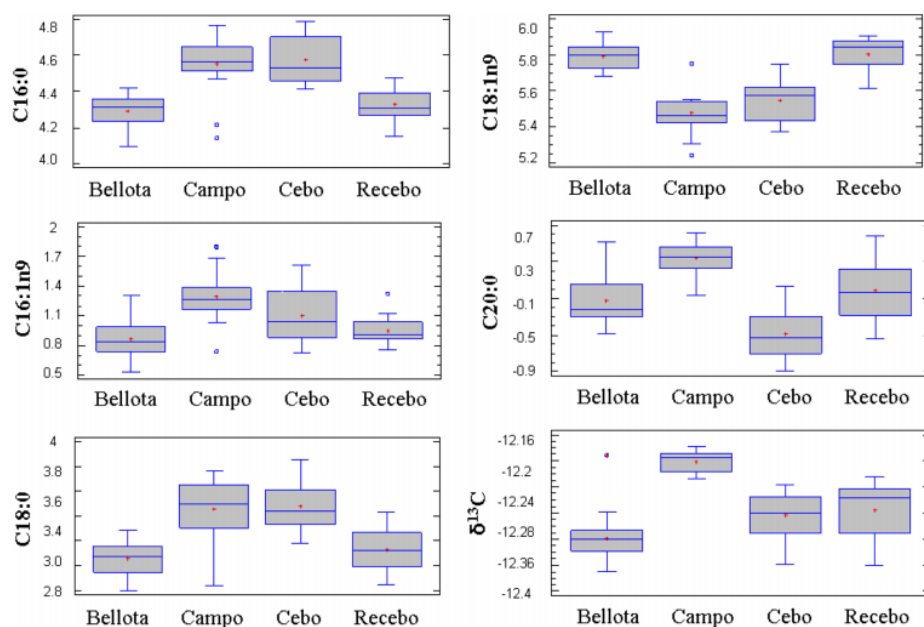 C16:0
4.8
4.6
4.4
4.2
4.0
Bellota Campo Cebo Recebo
C18:1n9
6.0
5.8
5.6
5.4
5.2
Bellota Campo Cebo Recebo
C16:1n9
2
1.7
1.4
1.1
0.8
0.5
Bellota Campo Cebo Recebo
C20:0
0.7
0.3
-0.1
-0.5
-0.9
Bellota Campo Cebo Recebo
C18:0
4
3.8
3.6
3.4
3.0
2.8
Bellota Campo Cebo Recebo
δ¹³C
-12.16
-12.2
-12.24
-12.28
-12.36
-12.4
Bellota Campo Cebo Recebo